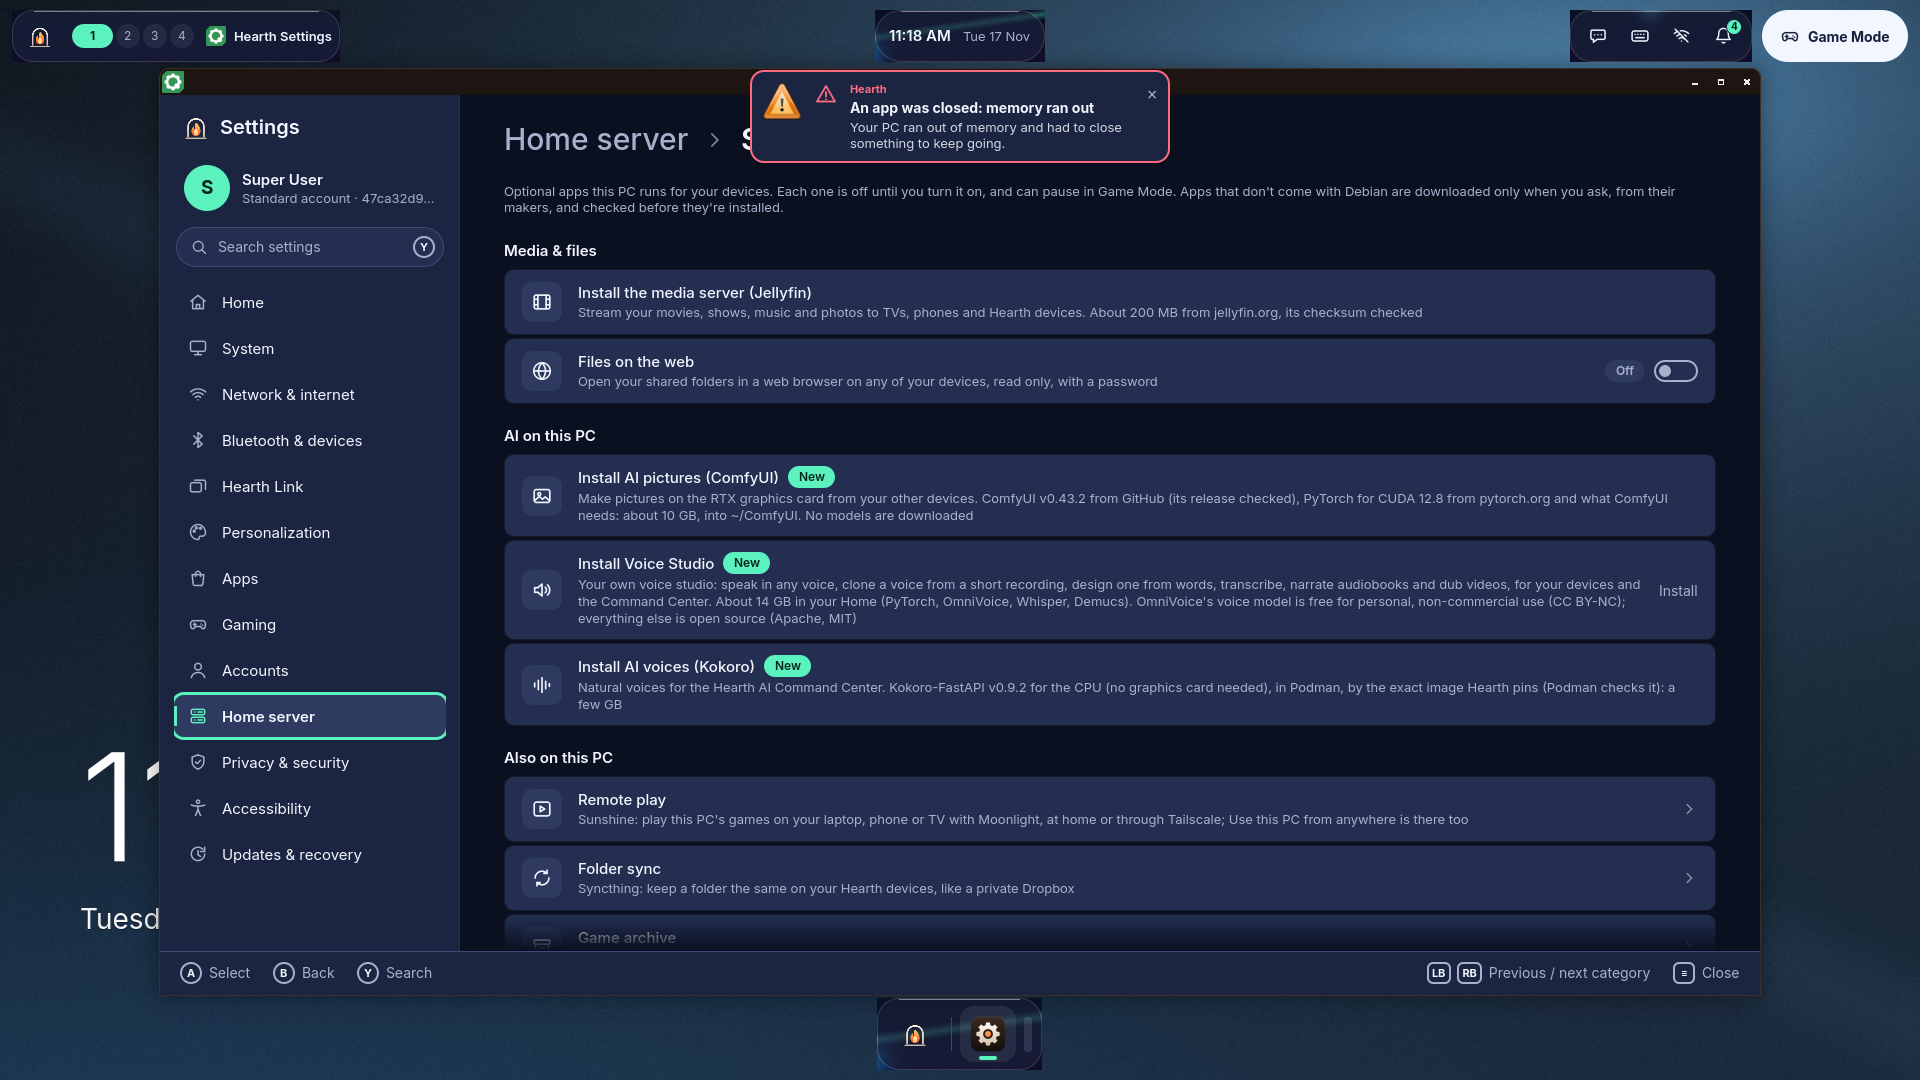 1 2 3 4 Hearth Settings
11:18 AM Tue 17 Nov
4
Game Mode
Hearth
An app was closed: memory ran out
Your PC ran out of memory and had to close
something to keep going.
Settings
S
Super User
Standard account · 47ca32d9...
Search settings Y
Home
System
Network & internet
Bluetooth & devices
Hearth Link
Personalization
Apps
Gaming
Accounts
Home server
Privacy & security
Accessibility
Updates & recovery
Home server
Optional apps this PC runs for your devices. Each one is off until you turn it on, and can pause in Game Mode. Apps that don't come with Debian are downloaded only when you ask, from their
makers, and checked before they're installed.
Media & files
Install the media server (Jellyfin)
Stream your movies, shows, music and photos to TVs, phones and Hearth devices. About 200 MB from jellyfin.org, its checksum checked
Files on the web
Open your shared folders in a web browser on any of your devices, read only, with a password
Off
AI on this PC
Install AI pictures (ComfyUI) New
Make pictures on the RTX graphics card from your other devices. ComfyUI v0.43.2 from GitHub (its release checked), PyTorch for CUDA 12.8 from pytorch.org and what ComfyUI
needs: about 10 GB, into ~/ComfyUI. No models are downloaded
Install Voice Studio New
Your own voice studio: speak in any voice, clone a voice from a short recording, design one from words, transcribe, narrate audiobooks and dub videos, for your devices and
the Command Center. About 14 GB in your Home (PyTorch, OmniVoice, Whisper, Demucs). OmniVoice's voice model is free for personal, non-commercial use (CC BY-NC);
everything else is open source (Apache, MIT)
Install
Install AI voices (Kokoro) New
Natural voices for the Hearth AI Command Center. Kokoro-FastAPI v0.9.2 for the CPU (no graphics card needed), in Podman, by the exact image Hearth pins (Podman checks it): a
few GB
Also on this PC
Remote play
Sunshine: play this PC's games on your laptop, phone or TV with Moonlight, at home or through Tailscale; Use this PC from anywhere is there too
Folder sync
Syncthing: keep a folder the same on your Hearth devices, like a private Dropbox
Game archive
A Select B Back Y Search
LB RB Previous / next category ≡ Close
11
Tuesd